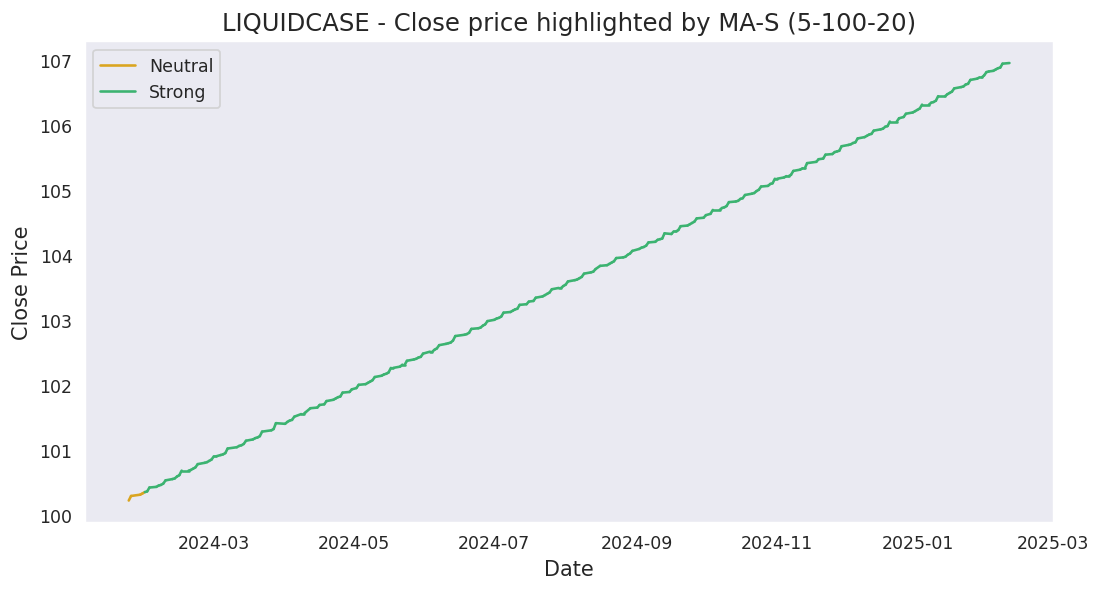 LIQUIDCASE - Close price highlighted by MA-S (5-100-20)
Neutral
Strong
Close Price
107
106
105
104
103
102
101
100
2024-03 2024-05 2024-07 2024-09 2024-11 2025-01 2025-03
Date